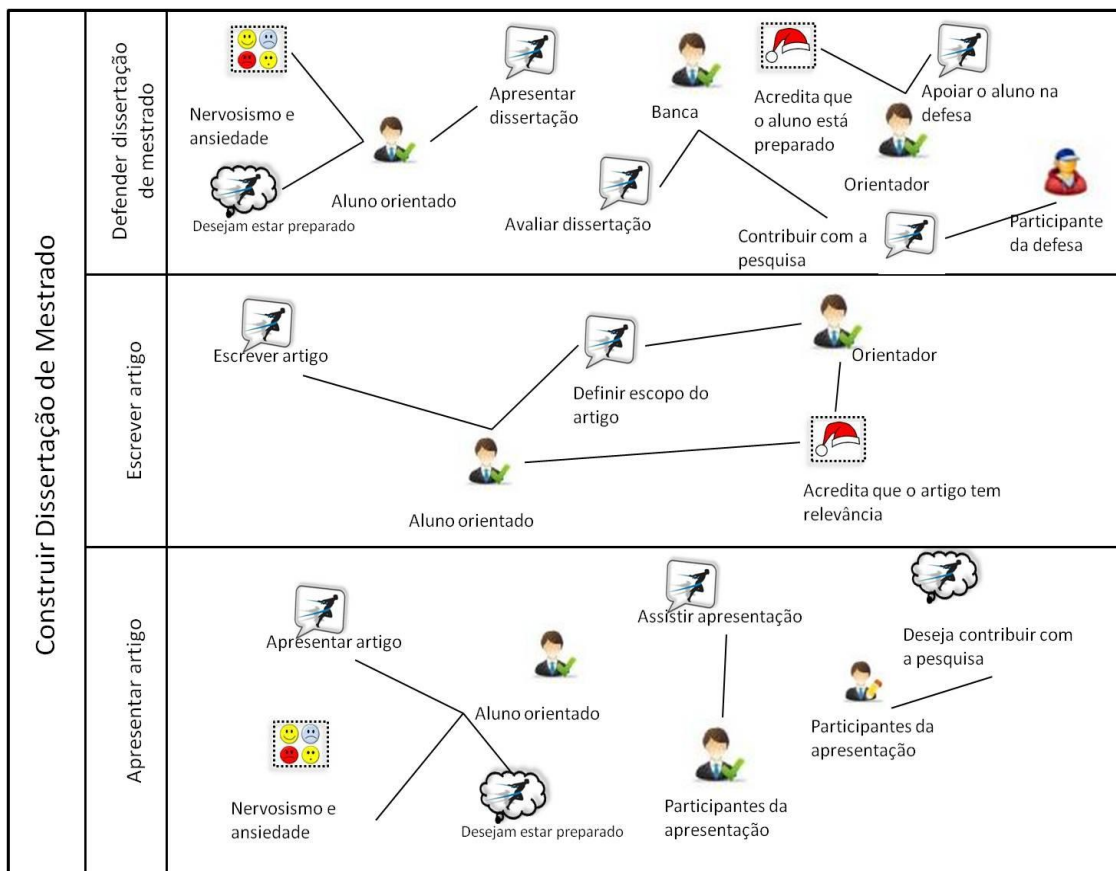 Construir Dissertação de Mestrado
Defender dissertação
de mestrado
Nervosismo e
ansiedade
Desejam estar preparado
Aluno orientado
Apresentar
dissertação
Banca
Avaliar dissertação
Acredita que
o aluno está
preparado
Orientador
Apoiar o aluno na
defesa
Contribuir com a
pesquisa
Participante
da defesa
Escrever artigo
Escrever artigo
Definir escopo do
artigo
Orientador
Aluno orientado
Acredita que o artigo tem
relevância
Apresentar artigo
Apresentar artigo
Aluno orientado
Nervosismo e
ansiedade
Desejam estar preparado
Assistir apresentação
Participantes da
apresentação
Deseja contribuir com
a pesquisa
Participantes da
apresentação